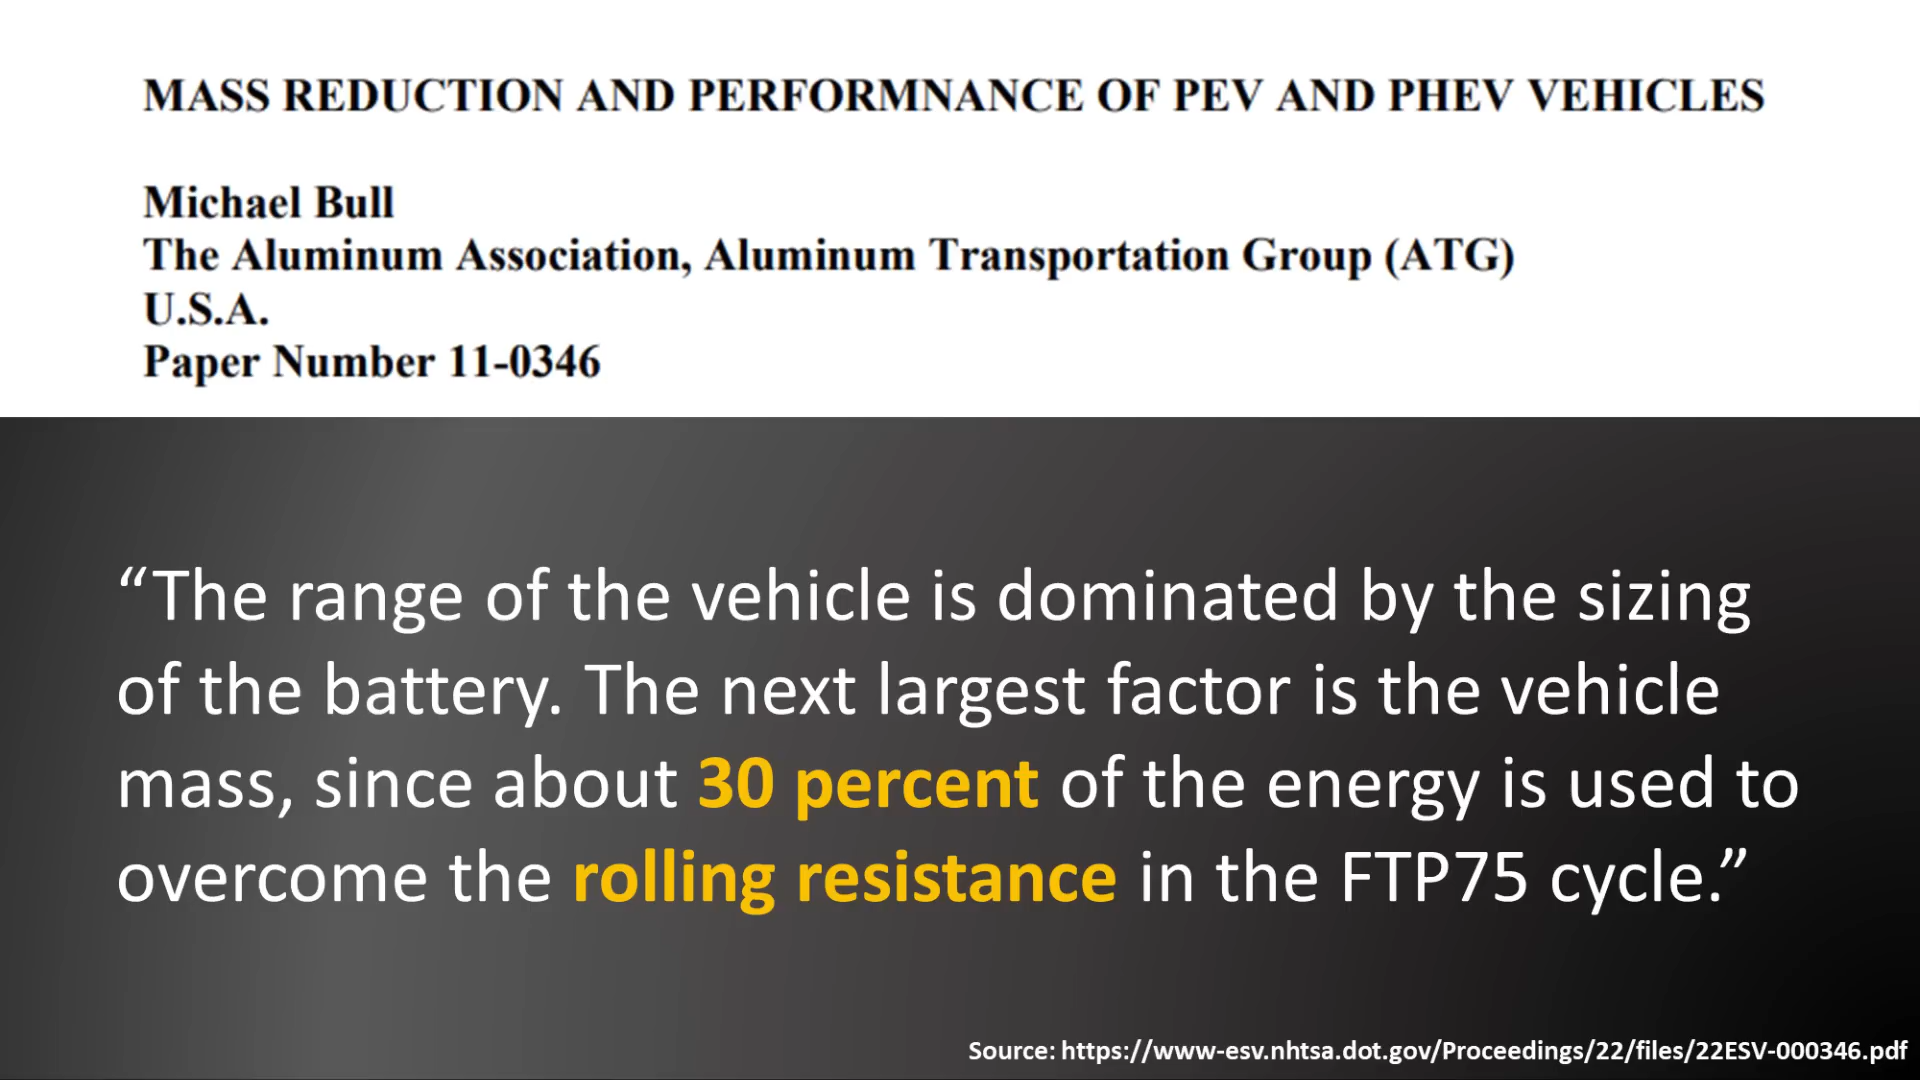 MASS REDUCTION AND PERFORMNANCE OF PEV AND PHEV VEHICLES
Michael Bull
The Aluminum Association, Aluminum Transportation Group (ATG)
U.S.A.
Paper Number 11-0346
“The range of the vehicle is dominated by the sizing
of the battery. The next largest factor is the vehicle
mass, since about 30 percent of the energy is used to
overcome the rolling resistance in the FTP75 cycle.”
Source: https://www-esv.nhtsa.dot.gov/Proceedings/22/files/22ESV-000346.pdf